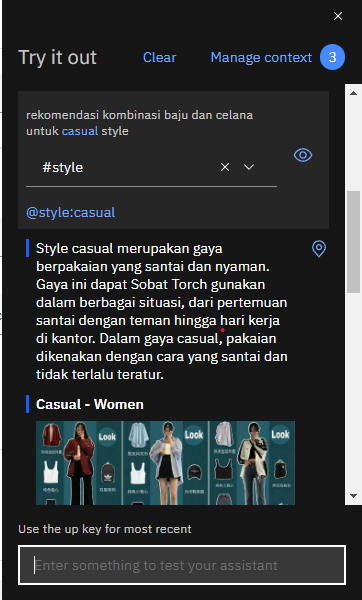 Try it out
Clear
Manage context
3
rekomendasi kombinasi baju dan celana
untuk casual style
#style
@style:casual
Style casual merupakan gaya
berpakaian yang santai dan nyaman.
Gaya ini dapat Sobat Torch gunakan
dalam berbagai situasi, dari pertemuan
santai dengan teman hingga hari kerja
di kantor. Dalam gaya casual, pakaian
dikenakan dengan cara yang santai dan
tidak terlalu teratur.
Casual - Women
Look
Look
Look
Use the up key for most recent
Enter something to test your assistant